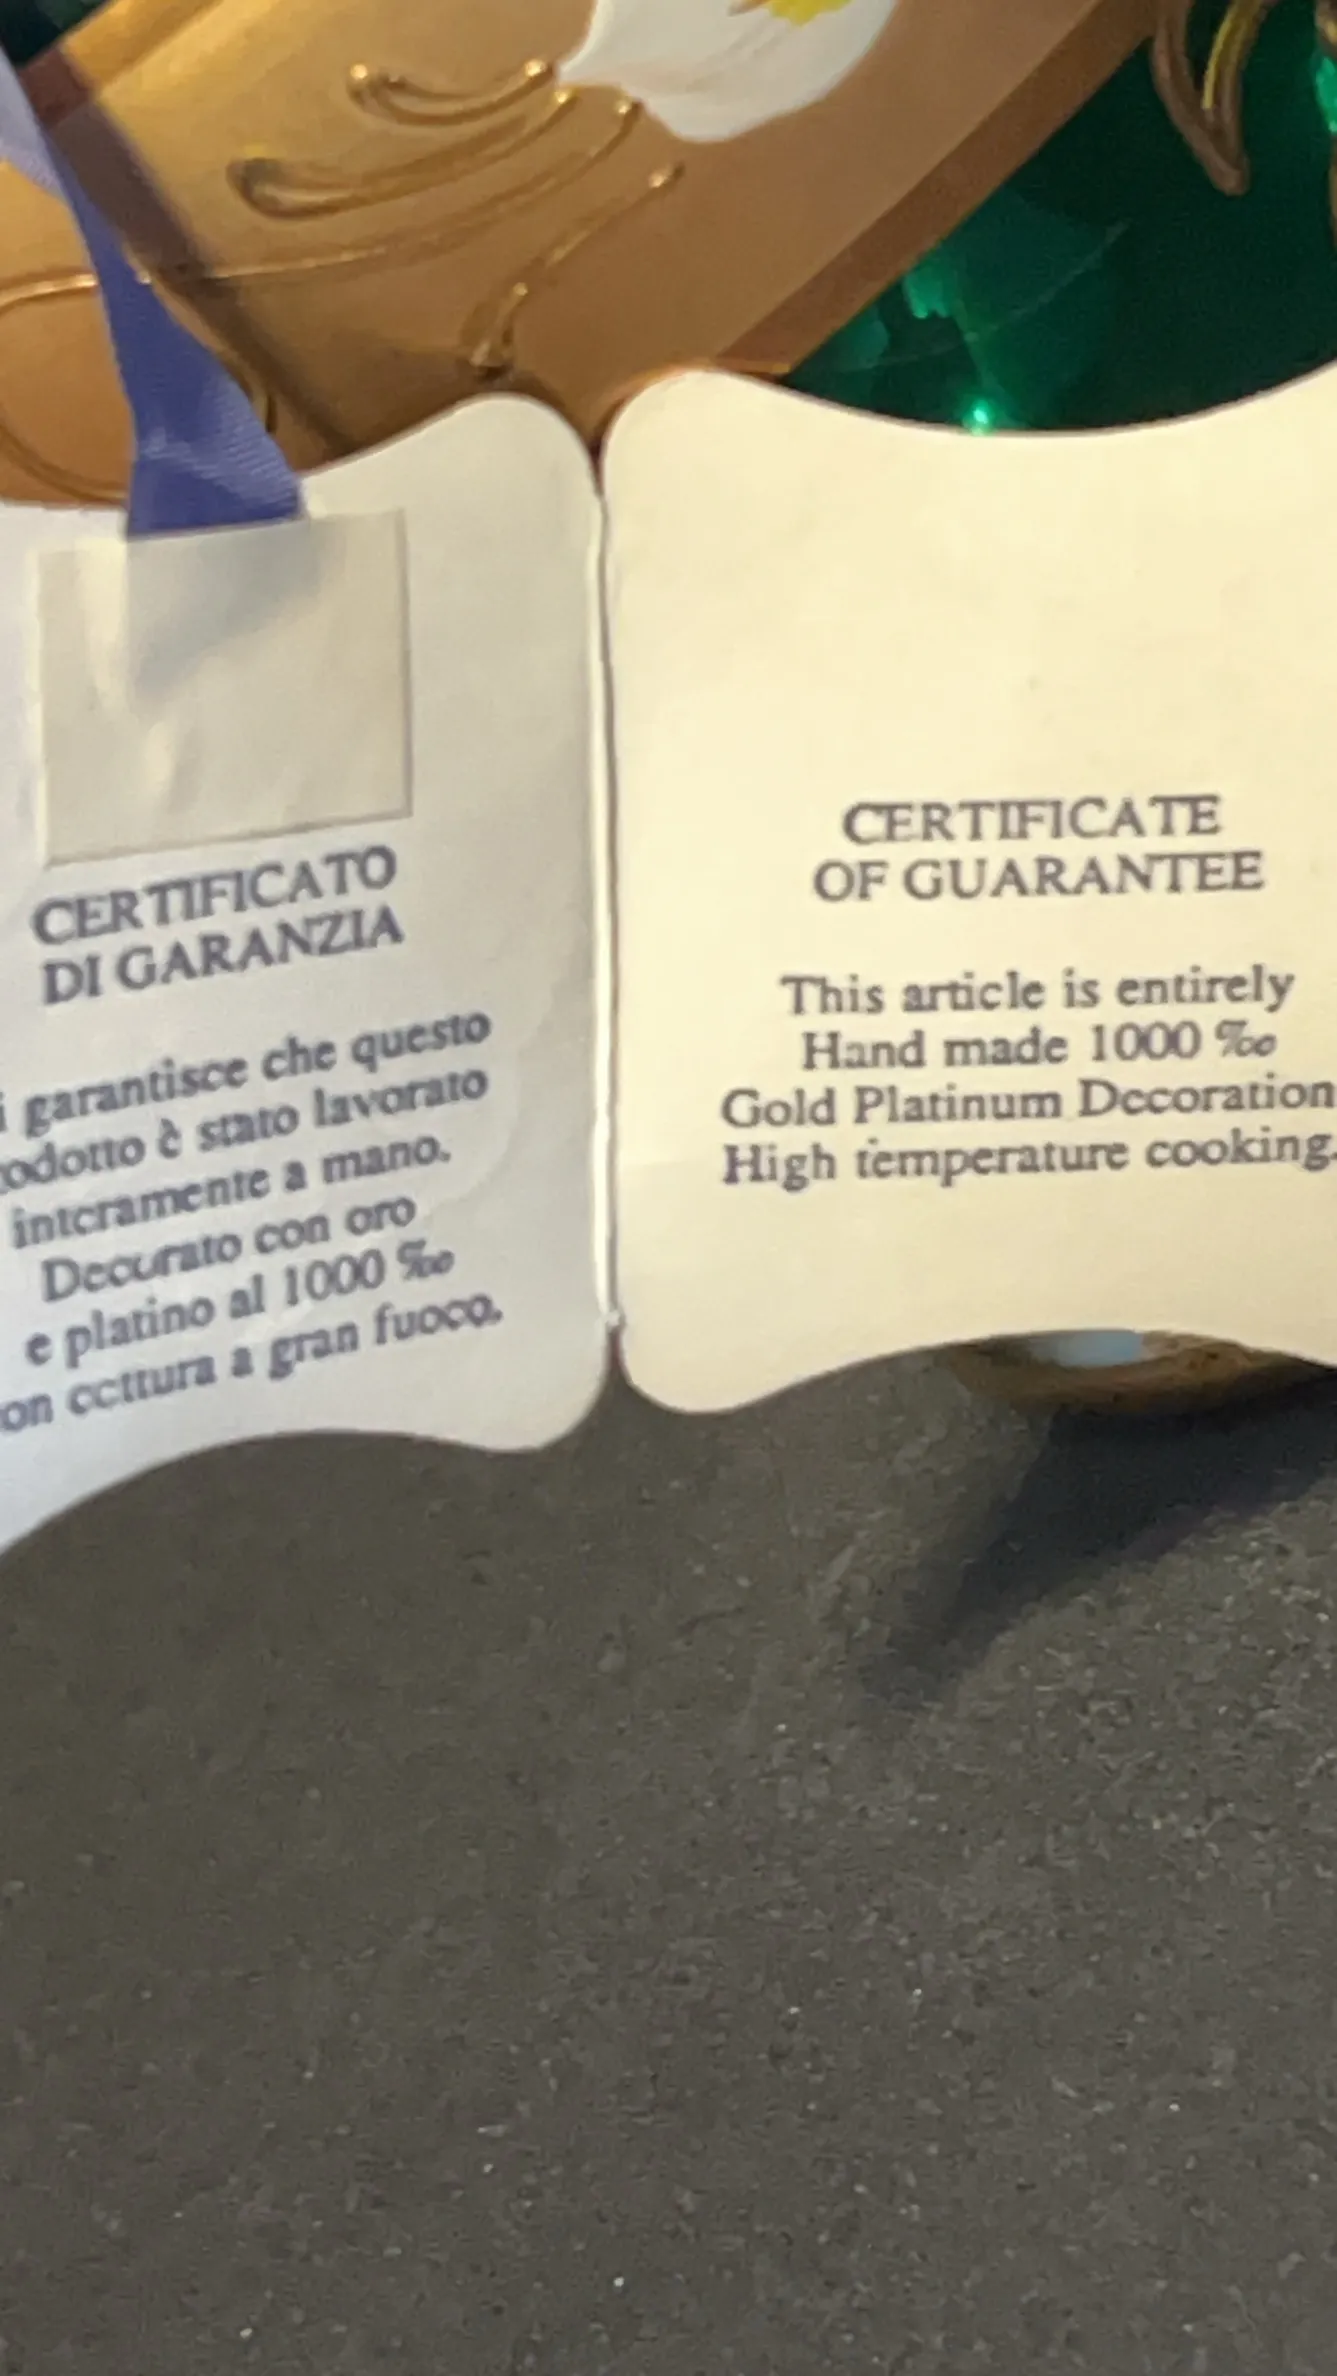 CERTIFICATO
DI GARANZIA
garantisce che questo
è stato lavorato
interamente a mano.
Decorato con oro
e platino al 1000 ‰
cottura a gran fuoco.
CERTIFICATE
OF GUARANTEE
This article is entirely
Hand made 1000 ‰
Gold Platinum Decoration
High temperature cooking.